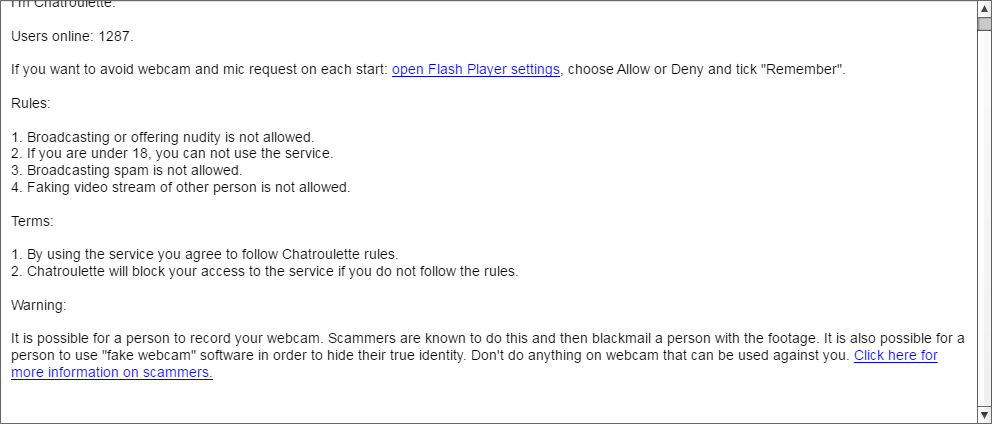 I'm Chatroulette.
Users online: 1287.
If you want to avoid webcam and mic request on each start: open Flash Player settings, choose Allow or Deny and tick "Remember".
Rules:
1. Broadcasting or offering nudity is not allowed.
2. If you are under 18, you can not use the service.
3. Broadcasting spam is not allowed.
4. Faking video stream of other person is not allowed.
Terms:
1. By using the service you agree to follow Chatroulette rules.
2. Chatroulette will block your access to the service if you do not follow the rules.
Warning:
It is possible for a person to record your webcam. Scammers are known to do this and then blackmail a person with the footage. It is also possible for a
person to use "fake webcam" software in order to hide their true identity. Don't do anything on webcam that can be used against you. Click here for
more information on scammers.